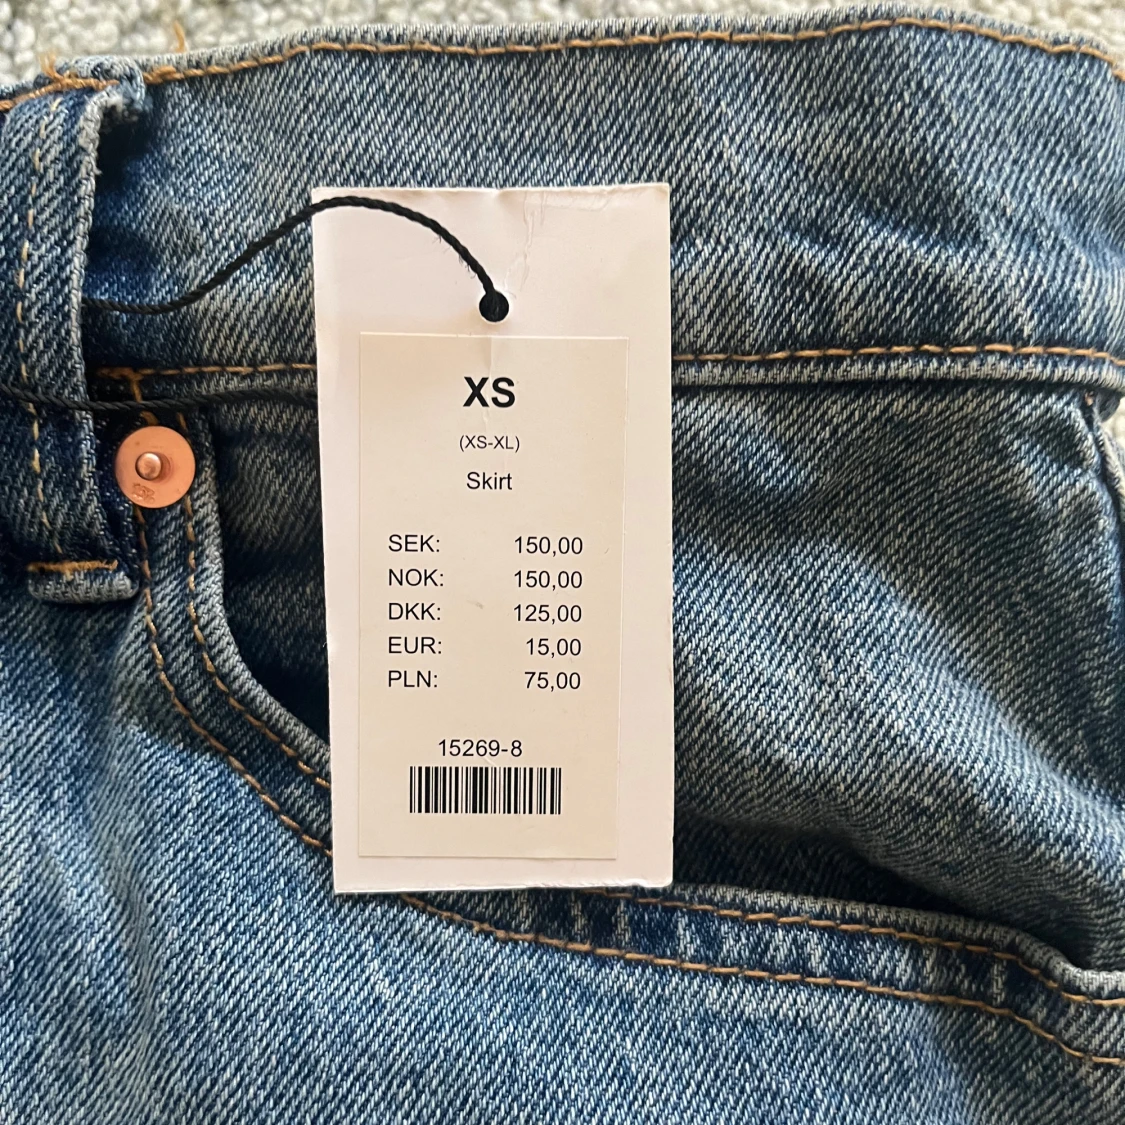 XS
(XS-XL)
Skirt
SEK: 150,00
NOK: 150,00
DKK: 125,00
EUR: 15,00
PLN: 75,00
15269-8